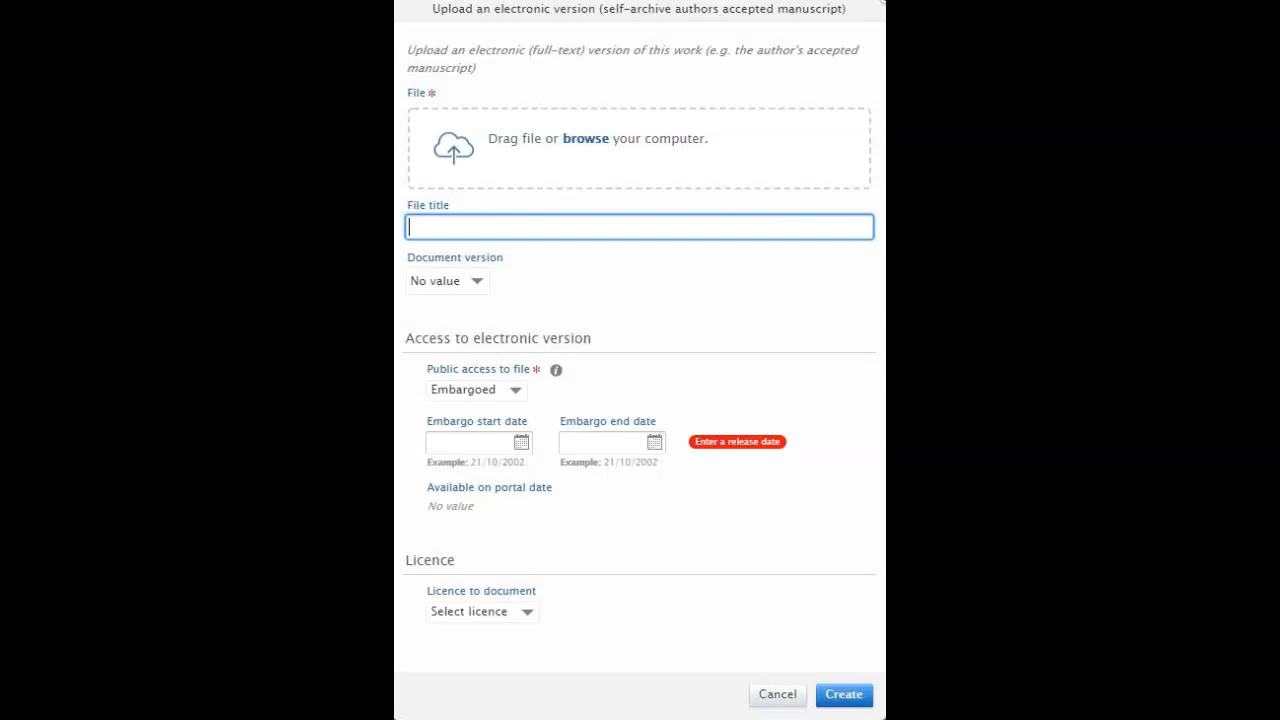 Upload an electronic version (self-archive authors accepted manuscript)
Upload an electronic (full-text) version of this work (e.g. the author's accepted
manuscript)
File *
Drag file or browse your computer.
File title
Document version
No value
Access to electronic version
Public access to file * i
Embargoed
Embargo start date Embargo end date
Enter a release date
Example: 21/10/2002 Example: 21/10/2002
Available on portal date
No value
Licence
Licence to document
Select licence
Cancel Create